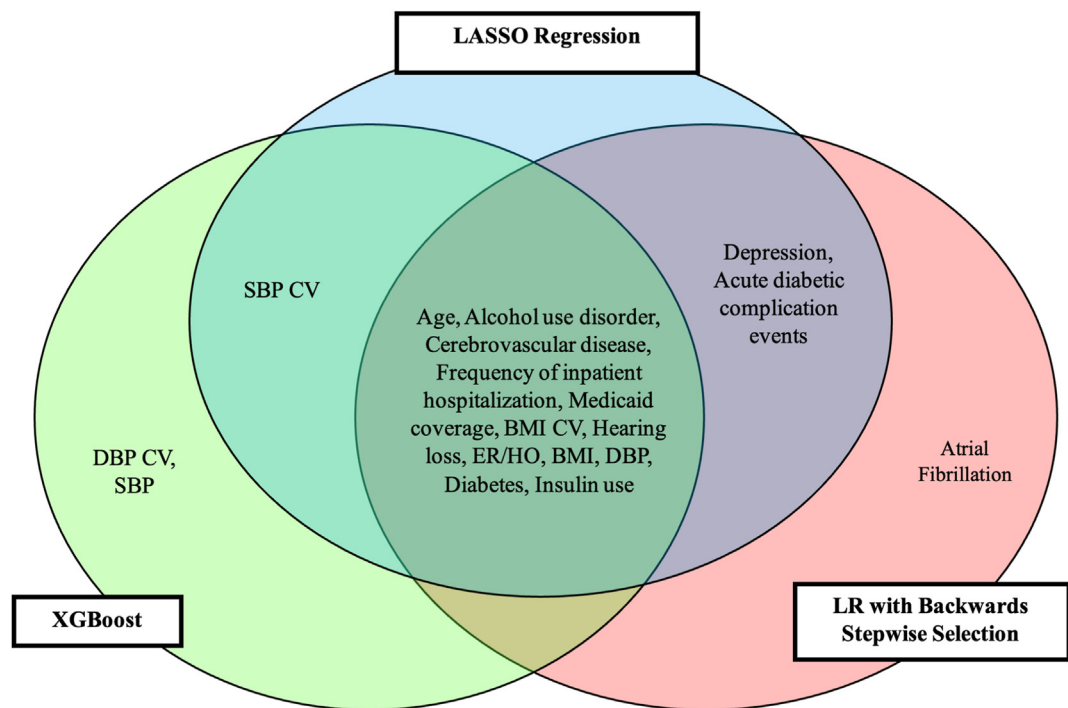 LASSO Regression
SBP CV
Depression,
Acute diabetic
complication
events
Age, Alcohol use disorder,
Cerebrovascular disease,
Frequency of inpatient
hospitalization, Medicaid
coverage, BMI CV, Hearing
loss, ER/HO, BMI, DBP,
Diabetes, Insulin use
DBP CV,
SBP
Atrial
Fibrillation
XGBoost
LR with Backwards
Stepwise Selection